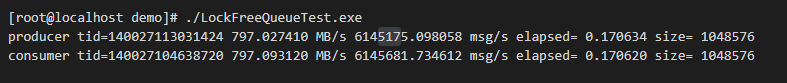 [root@localhost demo]# ./LockFreeQueueTest.exe
producer tid=140027113031424 797.027410 MB/s 6145175.098058 msg/s elapsed= 0.170634 size= 1048576
consumer tid=140027104638720 797.093120 MB/s 6145681.734612 msg/s elapsed= 0.170620 size= 1048576